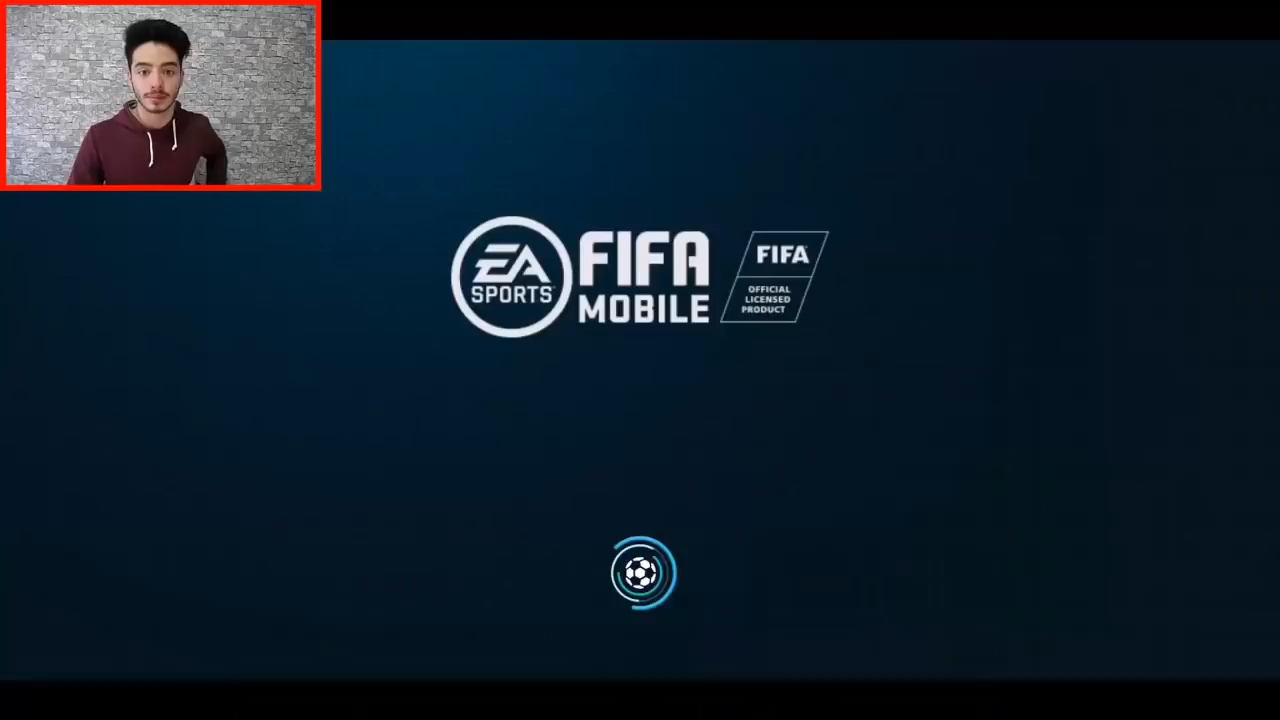 EA
SPORTS
FIFA
MOBILE
FIFA
OFFICIAL
LICENSED
PRODUCT